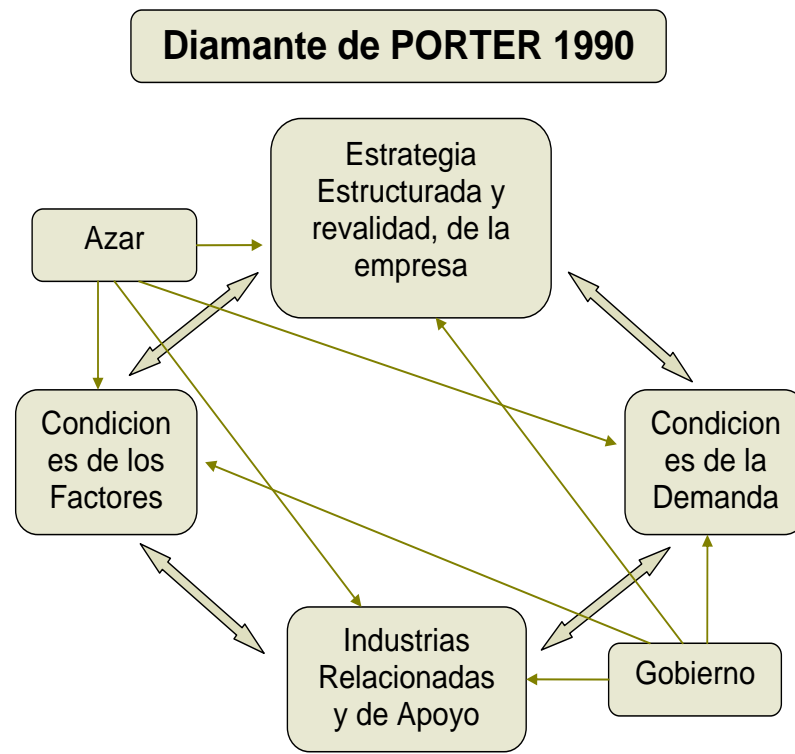 Diamante de PORTER 1990
Estrategia
Estructurada y
revalidad, de la
empresa
Azar
Condicion
es de los
Factores
Condicion
es de la
Demanda
Industrias
Relacionadas
y de Apoyo
Gobierno